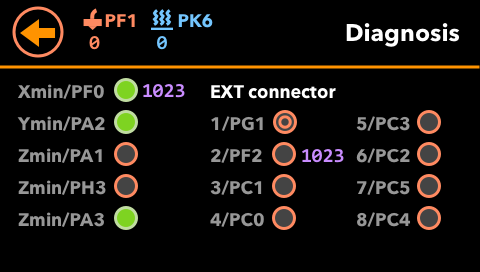 PF1 PK6
0 0
Diagnosis
Xmin/PF0 1023 EXT connector
Ymin/PA2 1/PG1 5/PC3
Zmin/PA1 2/PF2 1023 6/PC2
Zmin/PH3 3/PC1 7/PC5
Zmin/PA3 4/PC0 8/PC4